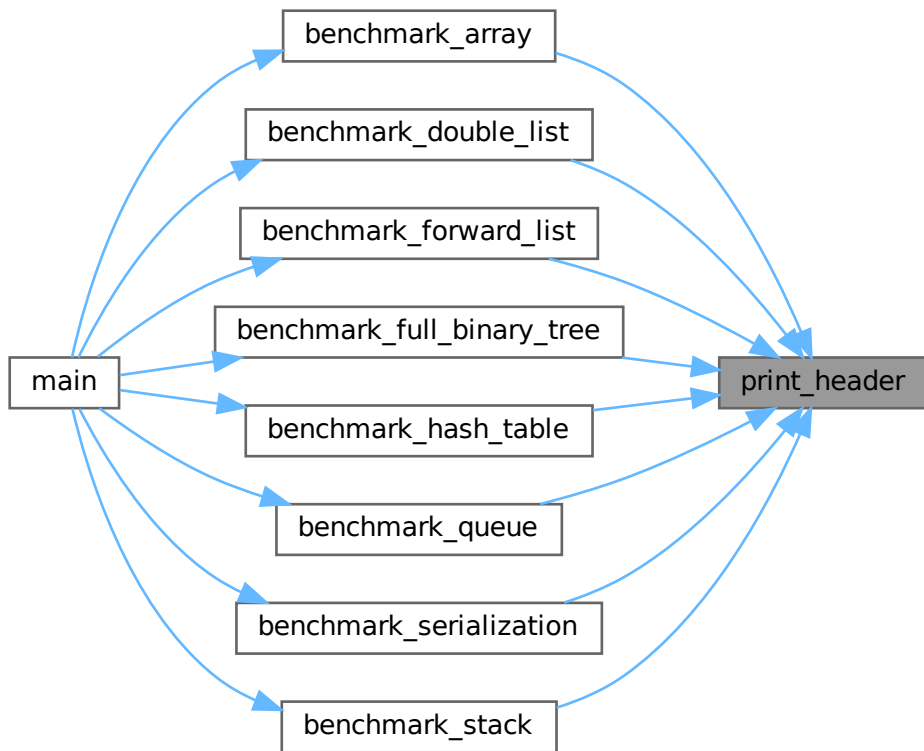 benchmark_array
benchmark_double_list
benchmark_forward_list
benchmark_full_binary_tree
main
print_header
benchmark_hash_table
benchmark_queue
benchmark_serialization
benchmark_stack